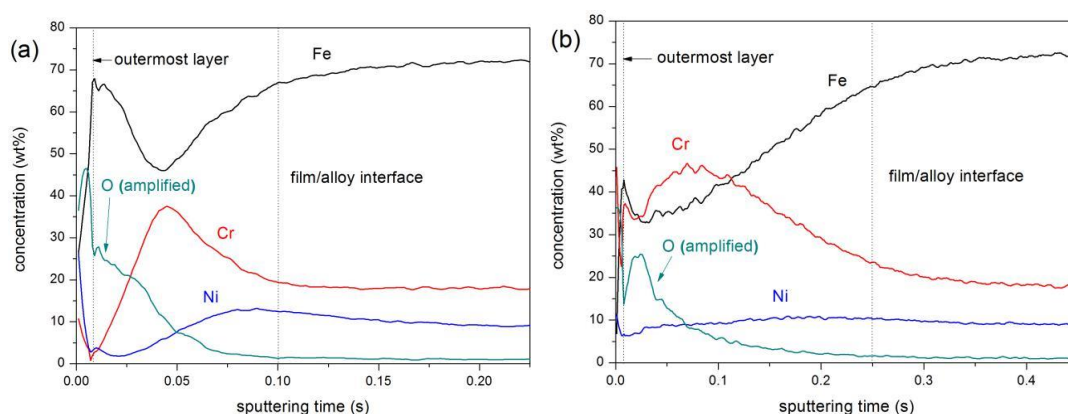 (a)
80
70
60
50
40
30
20
10
0
concentration (wt%)
outermost layer
Fe
O (amplified)
film/alloy interface
Cr
Ni
0.00 0.05 0.10 0.15 0.20
sputtering time (s)
(b)
80
70
60
50
40
30
20
10
0
concentration (wt%)
outermost layer
Fe
Cr
film/alloy interface
O (amplified)
Ni
0.0 0.1 0.2 0.3 0.4
sputtering time (s)